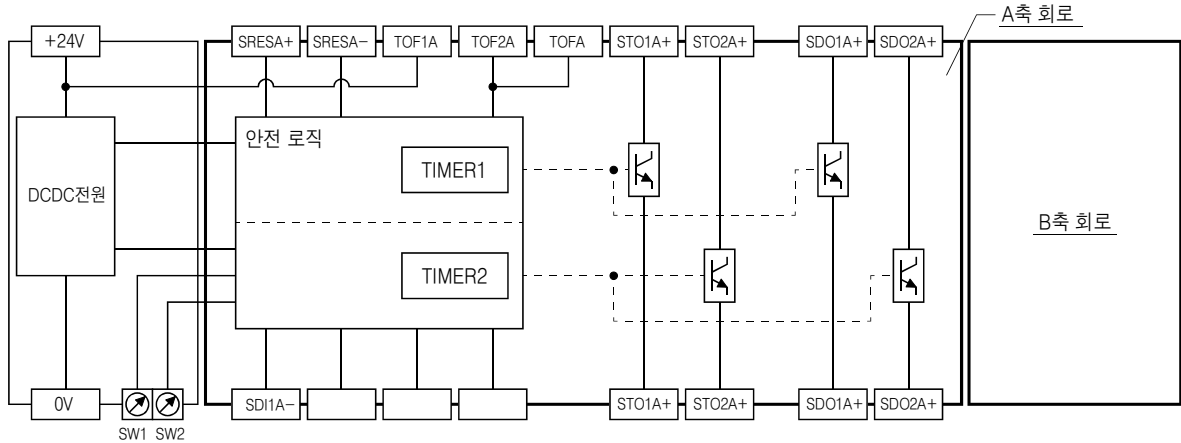 A축 회로
+24V
SRESA+
SRESA-
TOF1A
TOF2A
TOFA
STO1A+
STO2A+
SDO1A+
SDO2A+
안전 로직
TIMER1
DCDC전원
B축 회로
TIMER2
0V
SDI1A-
STO1A+
STO2A+
SDO1A+
SDO2A+
SW1
SW2